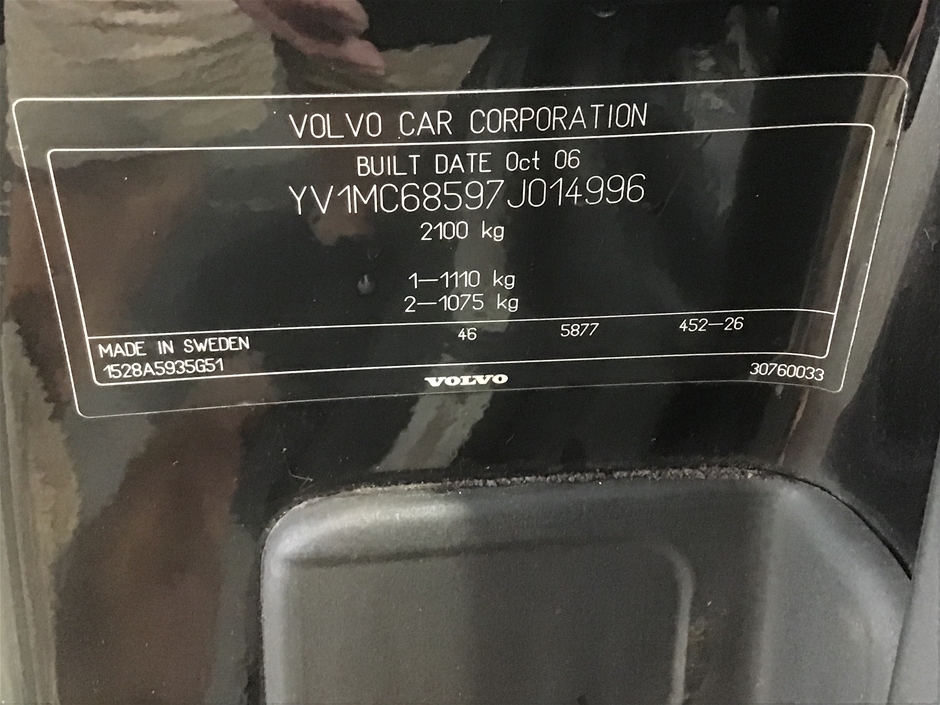 VOLVO CAR CORPORATION
BUILT DATE Oct 06
YV1MC68597J014996
2100 kg
1—1110 kg
2—1075 kg
46 5877 452—26
MADE IN SWEDEN
1528A5935G51
VOLVO
30760033